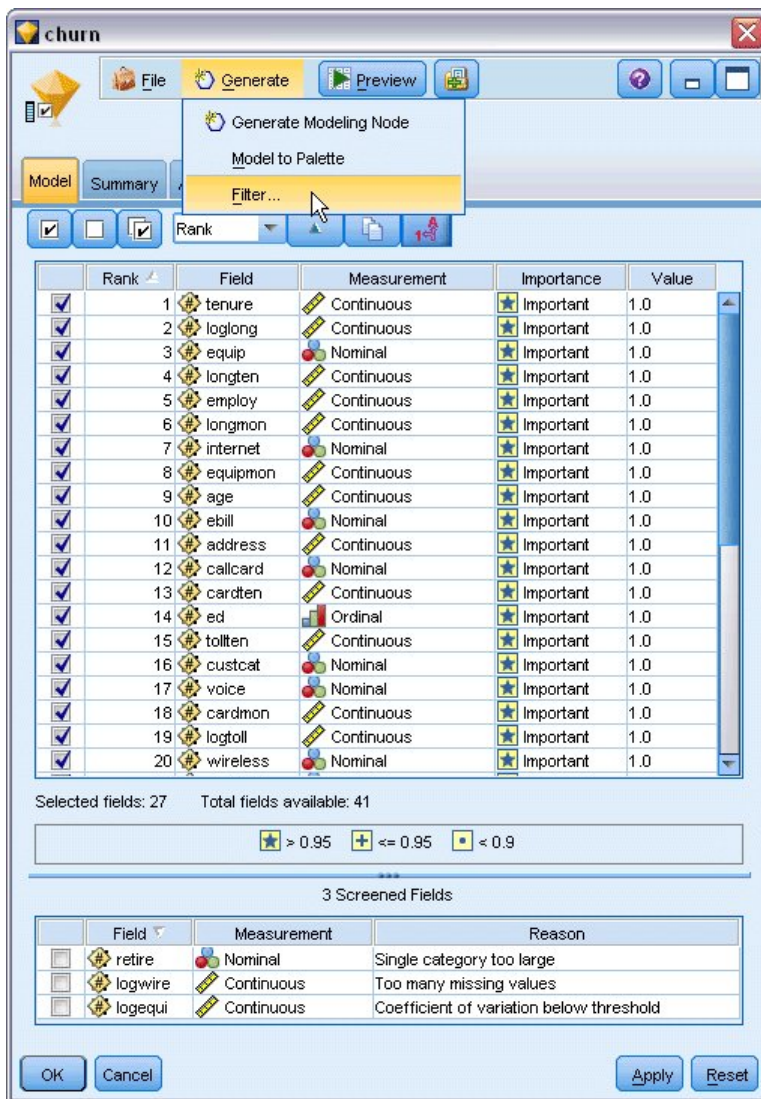 churn
File Generate Preview
Generate Modeling Node
Model to Palette
Filter...
Model Summary
Rank
Rank Field Measurement Importance Value
1 tenure Continuous Important 1.0
2 loglong Continuous Important 1.0
3 equip Nominal Important 1.0
4 longten Continuous Important 1.0
5 employ Continuous Important 1.0
6 longmon Continuous Important 1.0
7 internet Nominal Important 1.0
8 equipmon Continuous Important 1.0
9 age Continuous Important 1.0
10 ebill Nominal Important 1.0
11 address Continuous Important 1.0
12 callcard Nominal Important 1.0
13 cardten Continuous Important 1.0
14 ed Ordinal Important 1.0
15 tollten Continuous Important 1.0
16 custcat Nominal Important 1.0
17 voice Nominal Important 1.0
18 cardmon Continuous Important 1.0
19 logtoll Continuous Important 1.0
20 wireless Nominal Important 1.0
Selected fields: 27 Total fields available: 41
> 0.95 <= 0.95 < 0.9
3 Screened Fields
Field Measurement Reason
retire Nominal Single category too large
logwire Continuous Too many missing values
logequi Continuous Coefficient of variation below threshold
OK Cancel Apply Reset